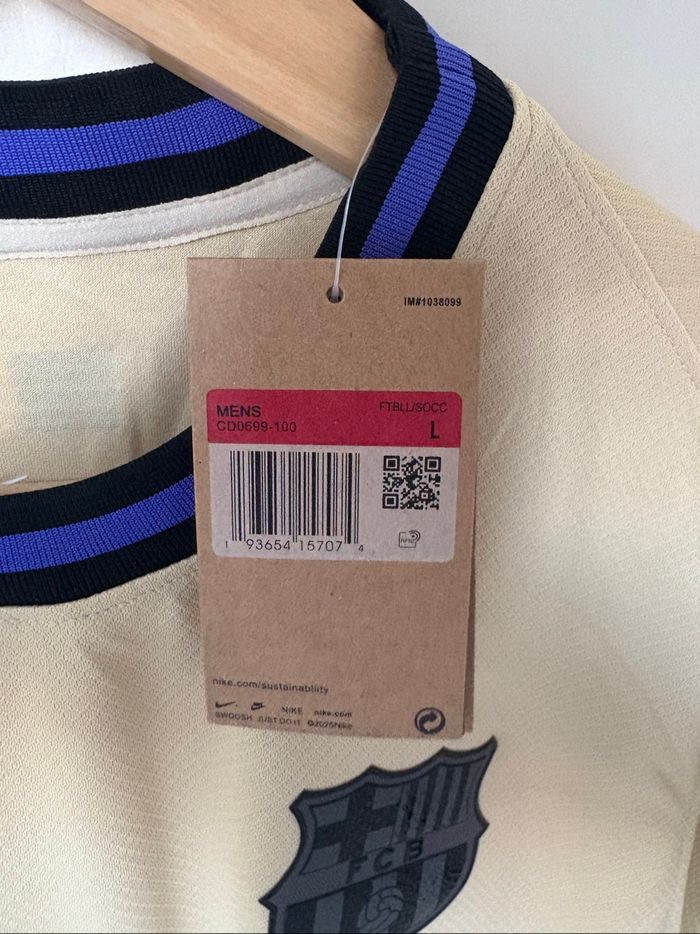 IM#1038099
MENS
FTBLL/SOCC
CD0699-100
L
1 93654 15707 4
RFID
nike.com/sustainability
NIKE nike.com
SWOOSH JUST DO IT ©2025Nike
FCB